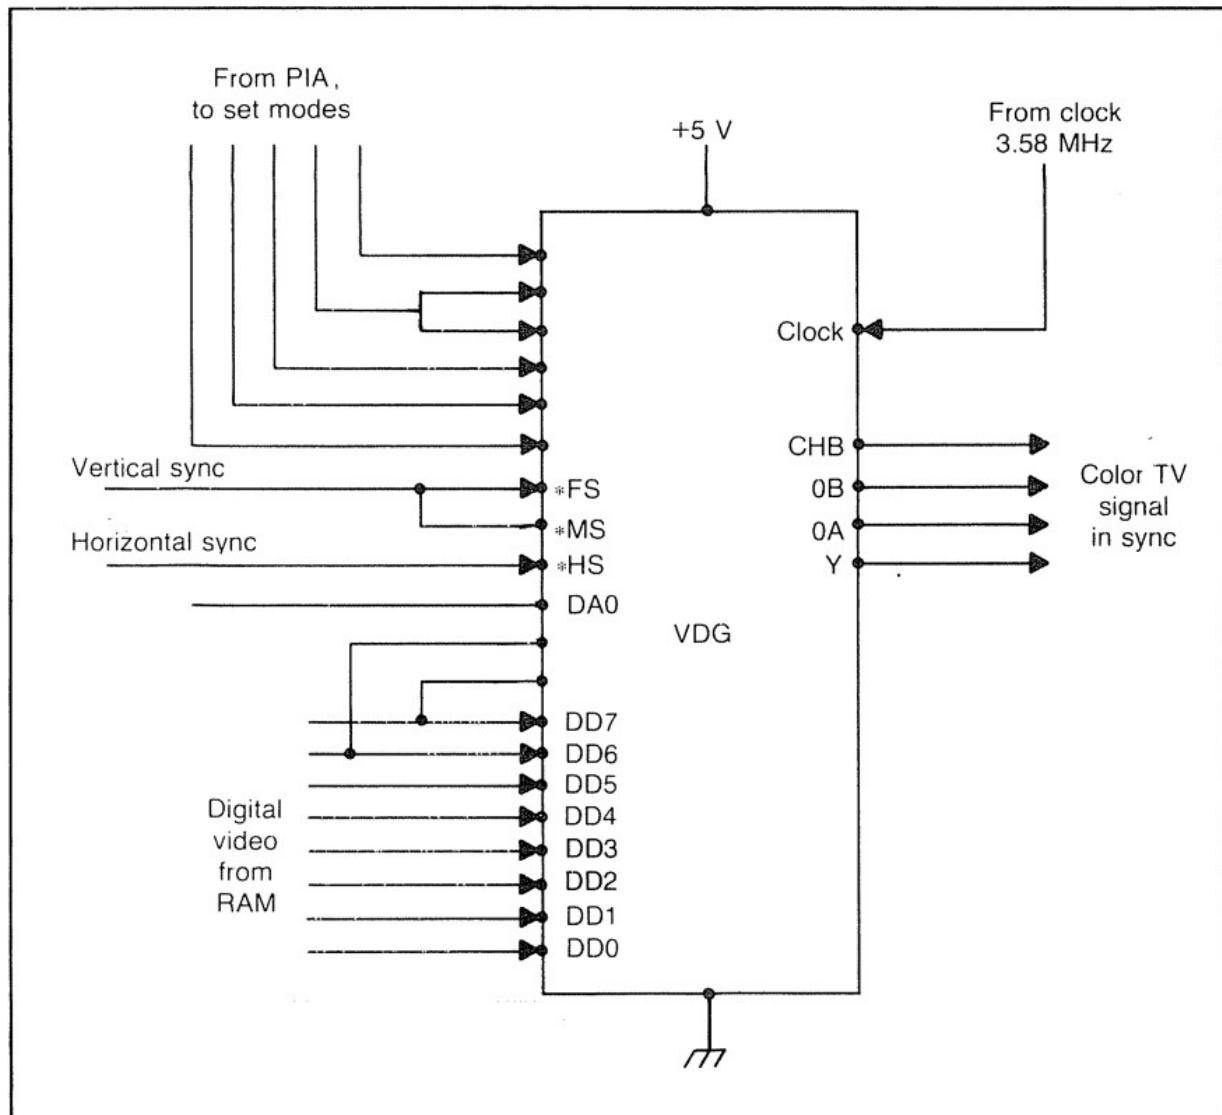 From PIA,
to set modes
+5 V
From clock
3.58 MHz
Clock
Vertical sync
Horizontal sync
*FS
*MS
*HS
DA0
DD7
DD6
DD5
DD4
DD3
DD2
DD1
DD0
Digital
video
from
RAM
VDG
CHB
0B
0A
Y
Color TV
signal
in sync